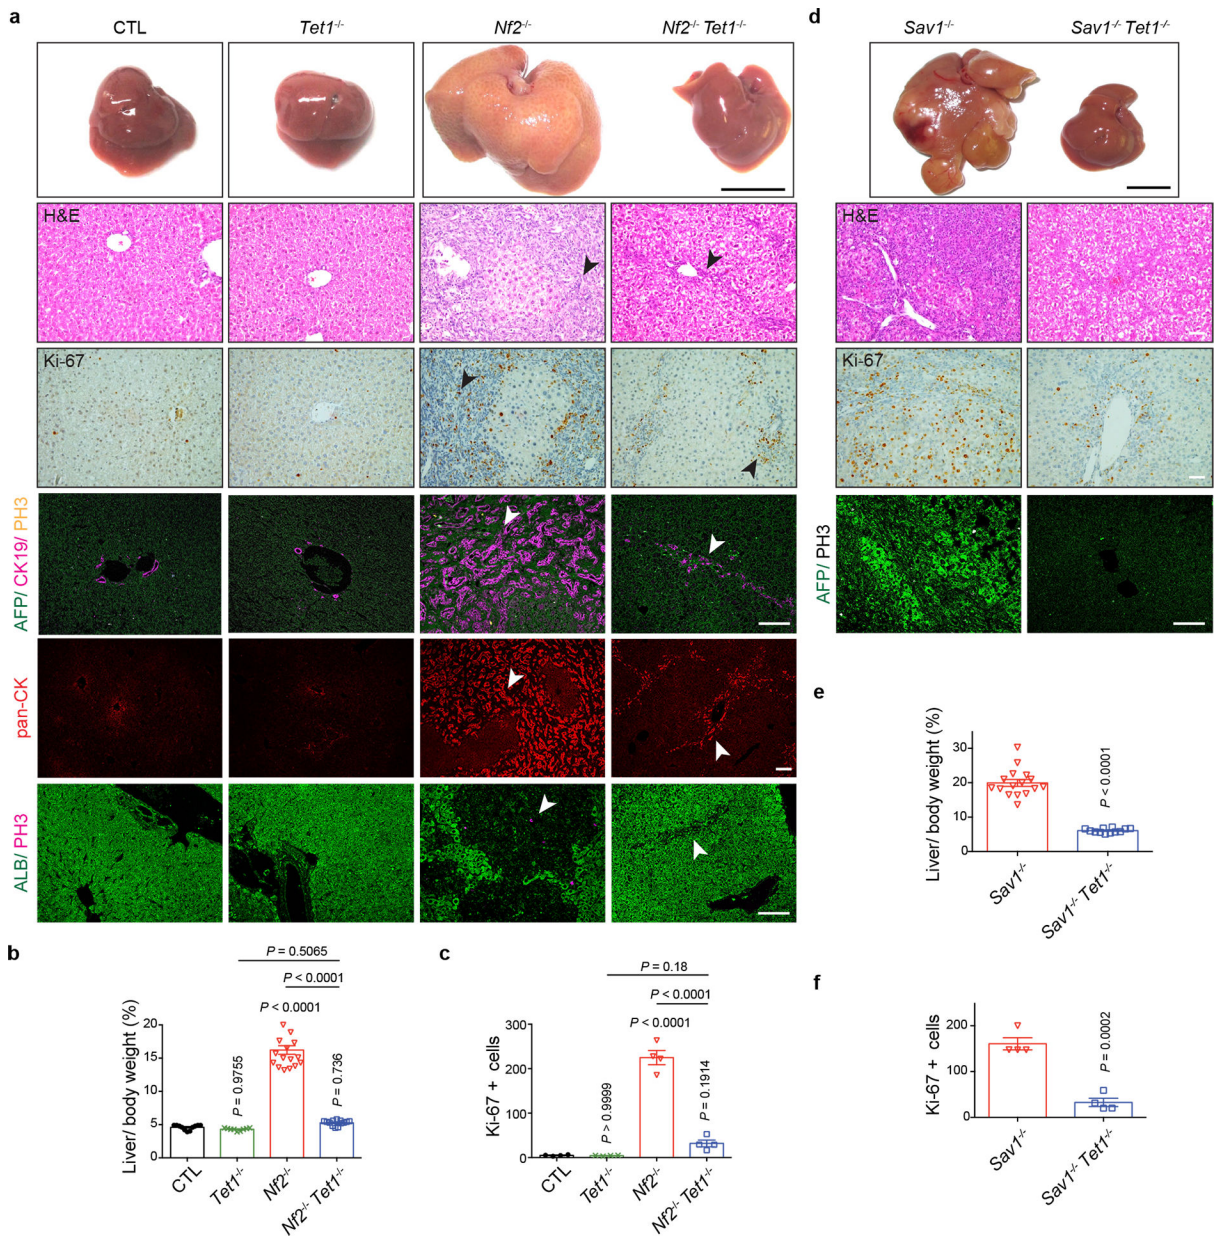 a
CTL
Tet1-/-
Nf2-/-
Nf2-/- Tet1-/-
H&E
Ki-67
AFP/ CK19/ PH3
pan-CK
ALB/ PH3
d
Sav1-/-
Sav1-/- Tet1-/-
H&E
Ki-67
AFP/ PH3
b
P = 0.5065
P < 0.0001
P < 0.0001
P = 0.9755
P = 0.736
Liver/ body weight (%)
20
15
10
5
0
CTL
Tet1-/-
Nf2-/-
Nf2-/- Tet1-/-
c
P = 0.18
P < 0.0001
P < 0.0001
P > 0.9999
P = 0.1914
Ki-67 + cells
300
200
100
0
CTL
Tet1-/-
Nf2-/-
Nf2-/- Tet1-/-
e
Liver/ body weight (%)
30
20
10
0
P < 0.0001
Sav1-/-
Sav1-/- Tet1-/-
f
Ki-67 + cells
200
100
0
P = 0.0002
Sav1-/-
Sav1-/- Tet1-/-